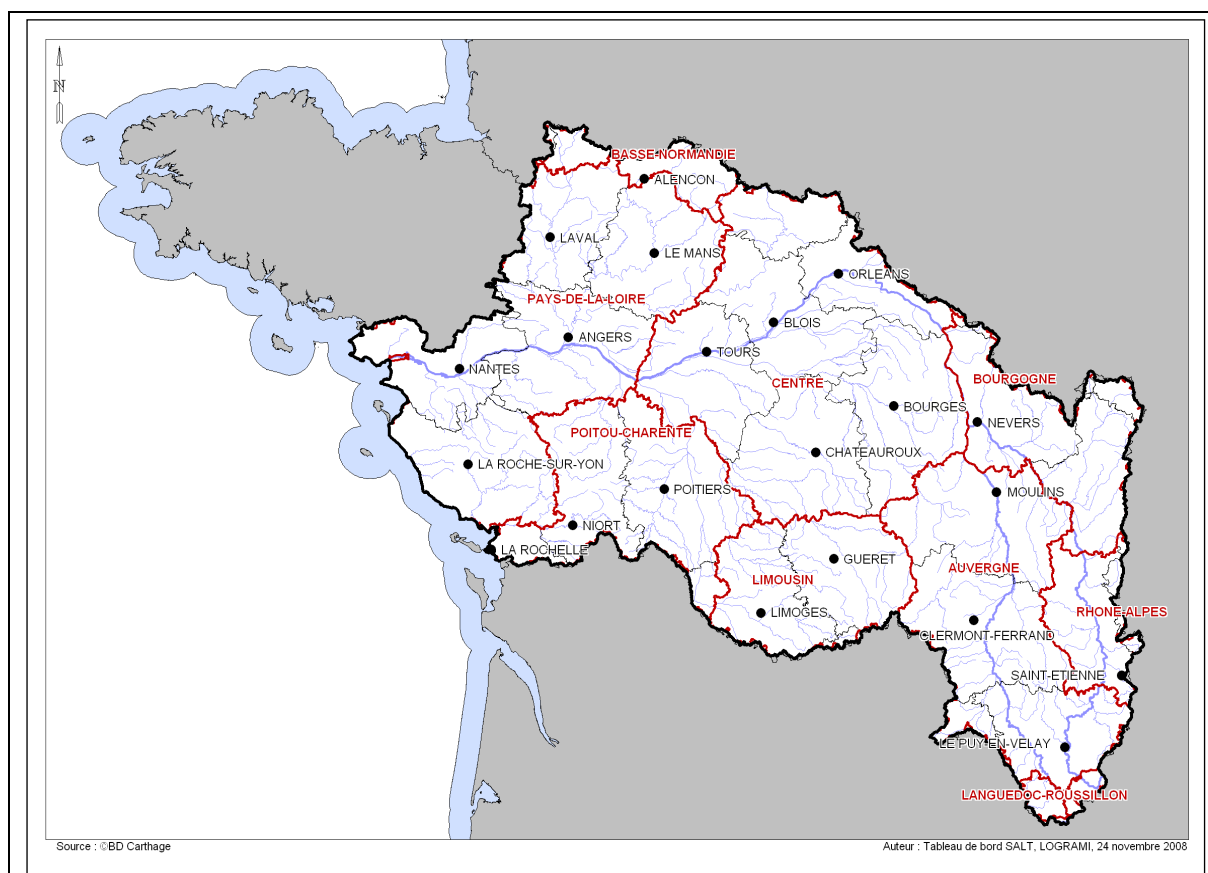 N
BASSE-NORMANDIE
ALENCON
LAVAL
LE MANS
ORLEANS
PAYS-DE-LA-LOIRE
BLOIS
ANGERS
TOURS
NANTES
CENTRE
BOURGOGNE
BOURGES
NEVERS
POITOU-CHARENTE
CHATEAUROUX
LA ROCHE-SUR-YON
POITIERS
MOULINS
NIORT
LA ROCHELLE
GUERET
AUVERGNE
LIMOUSIN
LIMOGES
RHONE-ALPES
CLERMONT-FERRAND
SAINT-ETIENNE
LE PUY-EN-VELAY
LANGUEDOC-ROUSSILLON
Source : ©BD Carthage
Auteur : Tableau de bord SALT, LOGRAMI, 24 novembre 2008